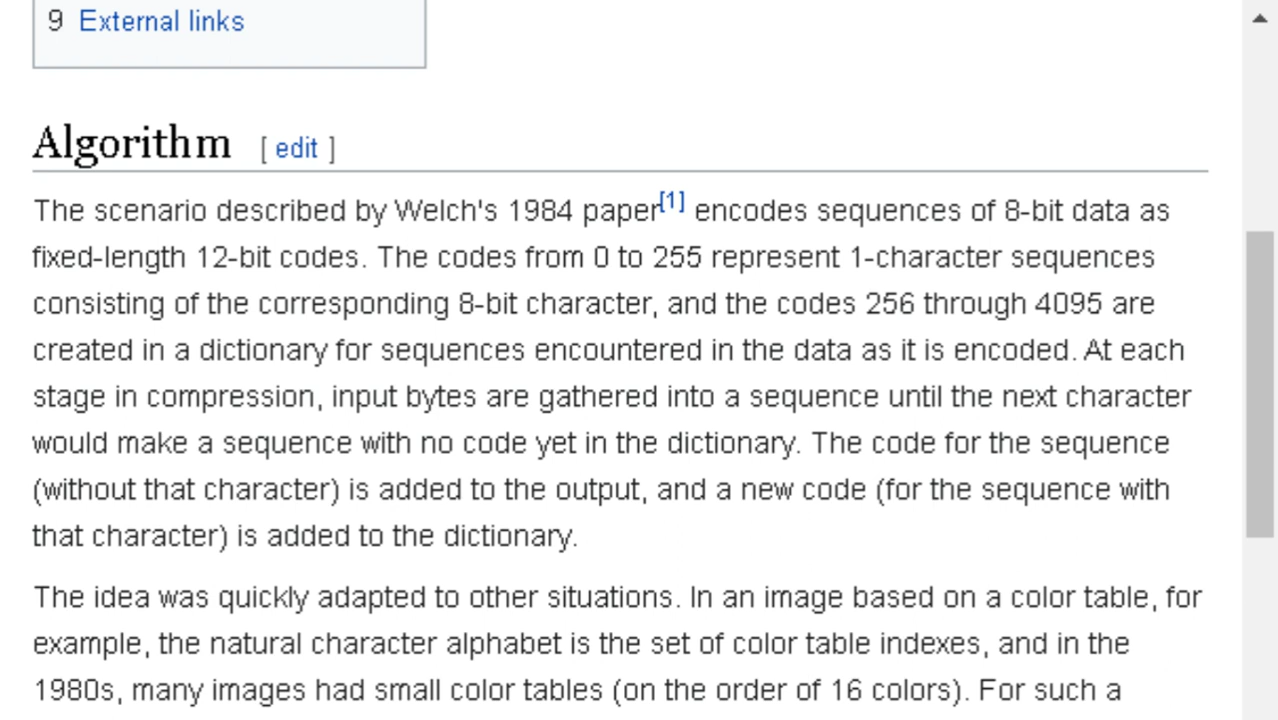 9 External links
Algorithm [ edit ]
The scenario described by Welch's 1984 paper[1] encodes sequences of 8-bit data as
fixed-length 12-bit codes. The codes from 0 to 255 represent 1-character sequences
consisting of the corresponding 8-bit character, and the codes 256 through 4095 are
created in a dictionary for sequences encountered in the data as it is encoded. At each
stage in compression, input bytes are gathered into a sequence until the next character
would make a sequence with no code yet in the dictionary. The code for the sequence
(without that character) is added to the output, and a new code (for the sequence with
that character) is added to the dictionary.
The idea was quickly adapted to other situations. In an image based on a color table, for
example, the natural character alphabet is the set of color table indexes, and in the
1980s, many images had small color tables (on the order of 16 colors). For such a